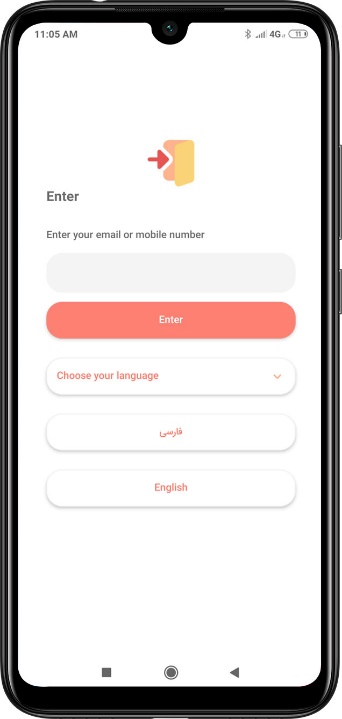 11:05 AM 4G 11
Enter
Enter your email or mobile number
Enter
Choose your language
فارسی
English